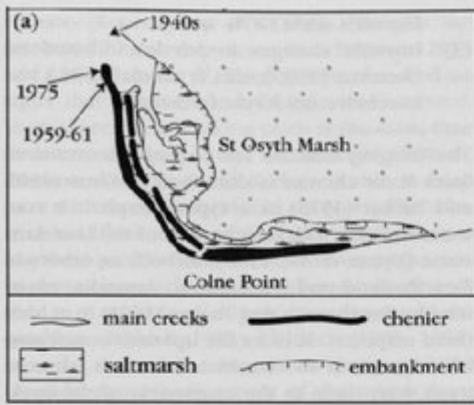 (a)
1940s
1975
1959-61
St Osyth Marsh
Colne Point
main creeks
chenier
saltmarsh
embankment